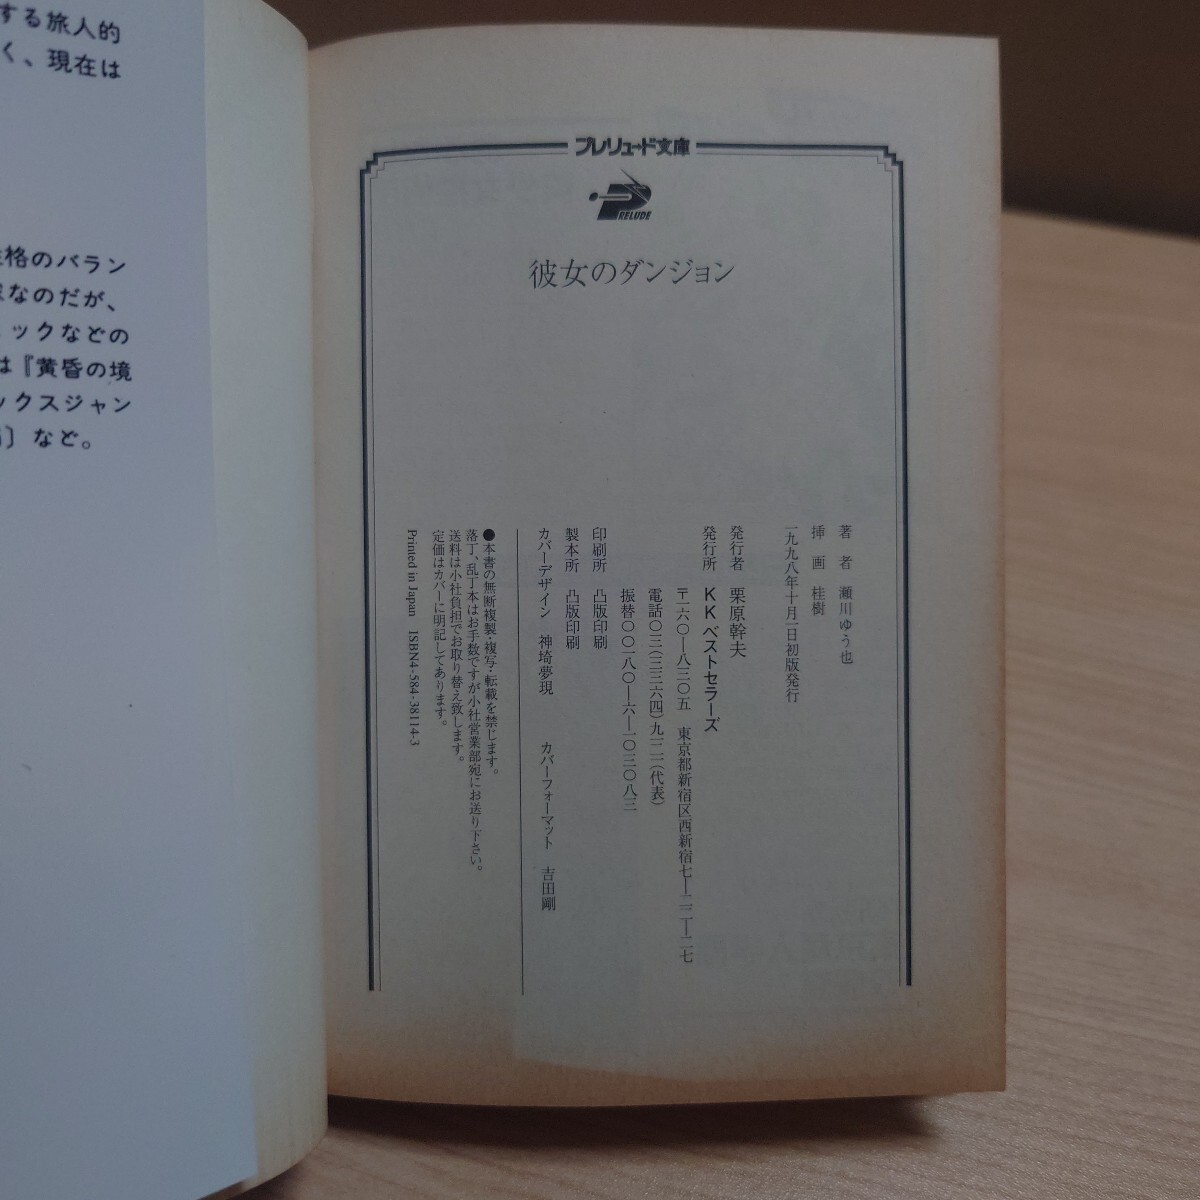 する旅人的
く、現在は
格のバラン
なのだが、
ックなどの
は『黄昏の境
ックスジャン
〕など。
プレリュード文庫
PRELUDE
彼女のダンジョン
著者 瀬川ゆう也
挿画 桂樹
一九九八年十月一日初版発行
発行者 栗原幹夫
発行所 KKベストセラーズ
〒一六〇―八三〇五 東京都新宿区西新宿七―二二―二七
電話〇三(三三六四)九一二一(代表)
振替〇〇一八〇―六―一〇三〇八三
印刷所 凸版印刷
製本所 凸版印刷
カバーデザイン 神埼夢現 カバーフォーマット 吉田剛
●本書の無断複製・複写・転載を禁じます。
落丁、乱丁本はお手数ですが小社営業部宛にお送り下さい。
送料は小社負担でお取り替え致します。
定価はカバーに明記してあります。
Printed in Japan ISBN4-584-38114-3